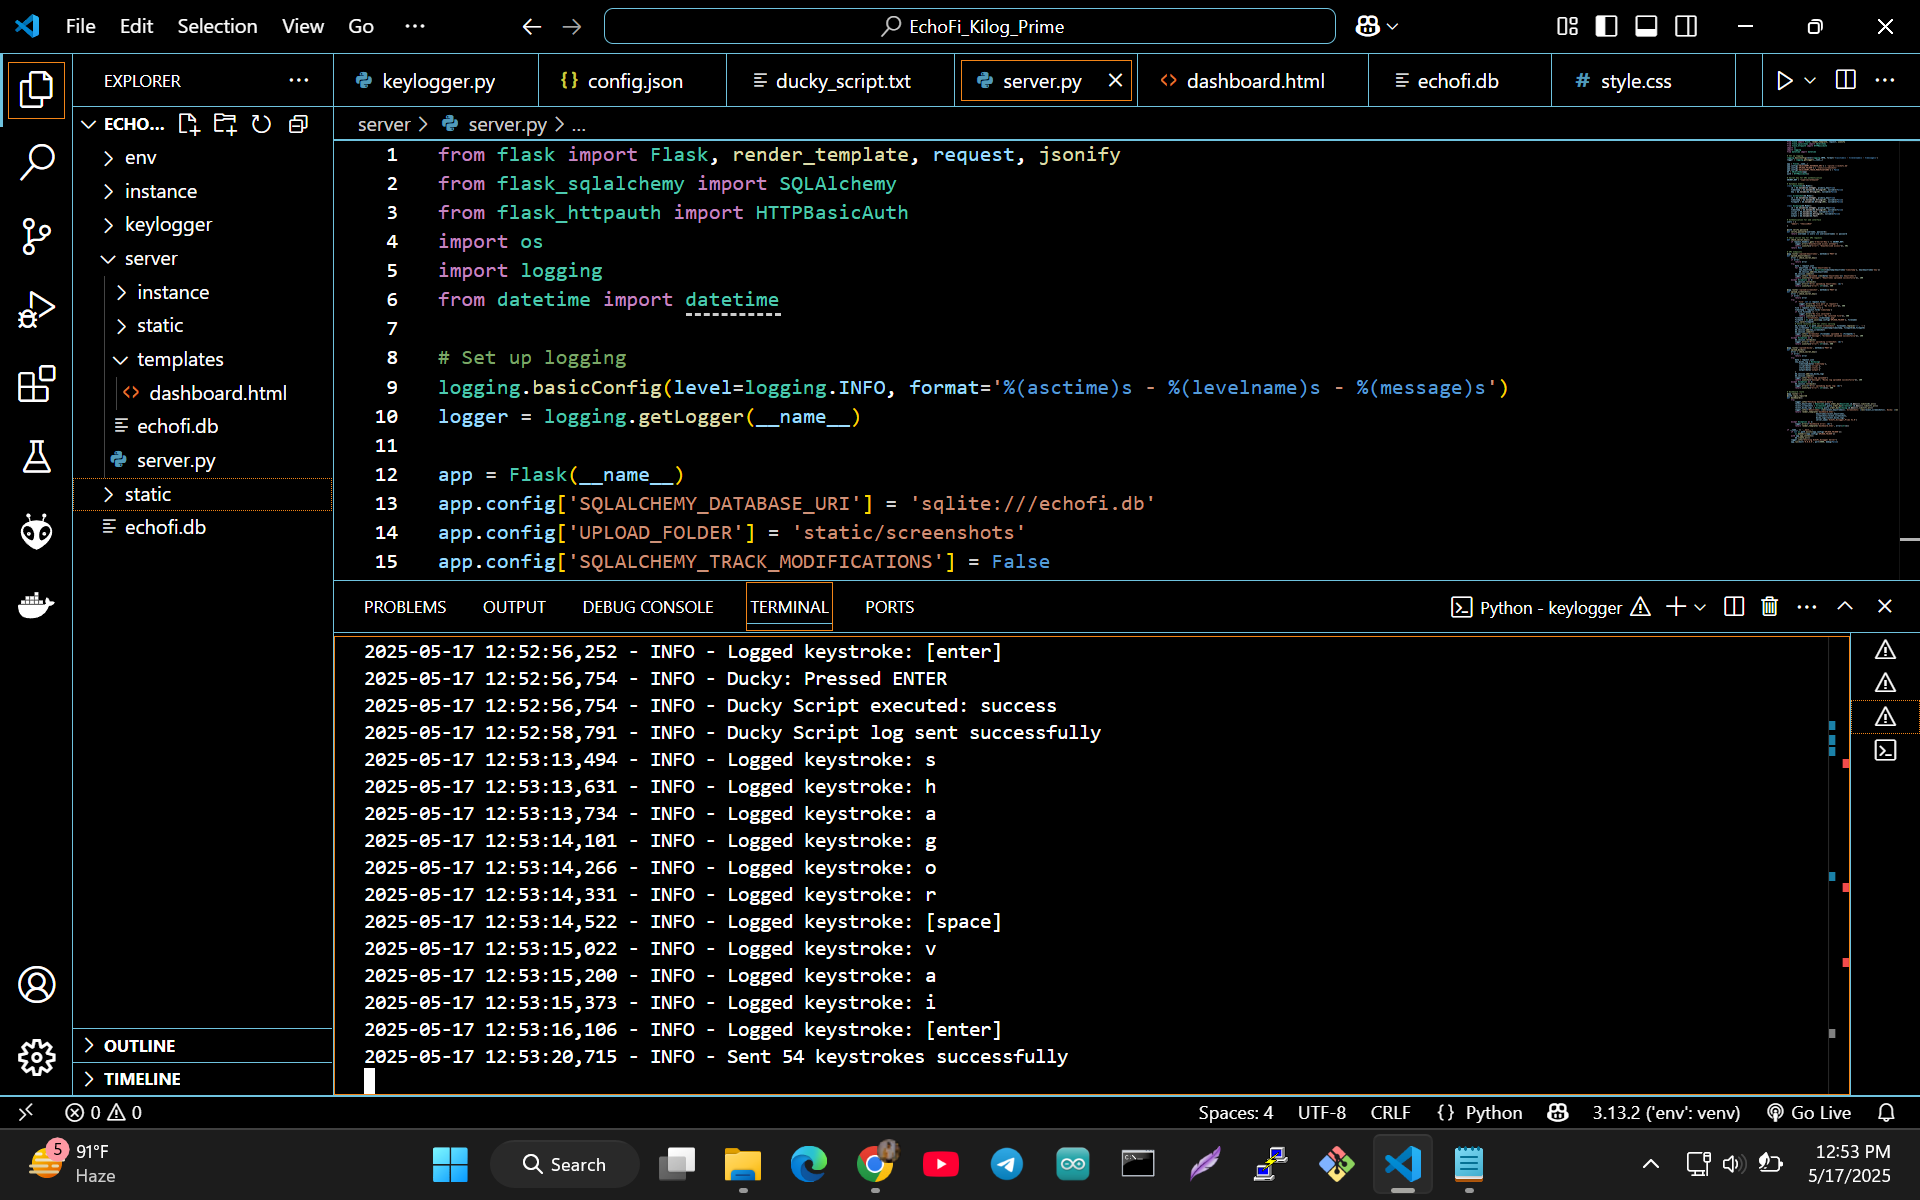 File Edit Selection View Go ···
EchoFi_Kilog_Prime
EXPLORER ···
keylogger.py
{} config.json
ducky_script.txt
server.py
<> dashboard.html
echofi.db
# style.css
ECHO...
env
instance
keylogger
server
instance
static
templates
<> dashboard.html
echofi.db
server.py
static
echofi.db
OUTLINE
TIMELINE
server > server.py > ...
1 from flask import Flask, render_template, request, jsonify
2 from flask_sqlalchemy import SQLAlchemy
3 from flask_httpauth import HTTPBasicAuth
4 import os
5 import logging
6 from datetime import datetime
7
8 # Set up logging
9 logging.basicConfig(level=logging.INFO, format='%(asctime)s - %(levelname)s - %(message)s')
10 logger = logging.getLogger(__name__)
11
12 app = Flask(__name__)
13 app.config['SQLALCHEMY_DATABASE_URI'] = 'sqlite:///echofi.db'
14 app.config['UPLOAD_FOLDER'] = 'static/screenshots'
15 app.config['SQLALCHEMY_TRACK_MODIFICATIONS'] = False
PROBLEMS OUTPUT DEBUG CONSOLE TERMINAL PORTS
Python - keylogger
2025-05-17 12:52:56,252 - INFO - Logged keystroke: [enter]
2025-05-17 12:52:56,754 - INFO - Ducky: Pressed ENTER
2025-05-17 12:52:56,754 - INFO - Ducky Script executed: success
2025-05-17 12:52:58,791 - INFO - Ducky Script log sent successfully
2025-05-17 12:53:13,494 - INFO - Logged keystroke: s
2025-05-17 12:53:13,631 - INFO - Logged keystroke: h
2025-05-17 12:53:13,734 - INFO - Logged keystroke: a
2025-05-17 12:53:14,101 - INFO - Logged keystroke: g
2025-05-17 12:53:14,266 - INFO - Logged keystroke: o
2025-05-17 12:53:14,331 - INFO - Logged keystroke: r
2025-05-17 12:53:14,522 - INFO - Logged keystroke: [space]
2025-05-17 12:53:15,022 - INFO - Logged keystroke: v
2025-05-17 12:53:15,200 - INFO - Logged keystroke: a
2025-05-17 12:53:15,373 - INFO - Logged keystroke: i
2025-05-17 12:53:16,106 - INFO - Logged keystroke: [enter]
2025-05-17 12:53:20,715 - INFO - Sent 54 keystrokes successfully
0 0
Spaces: 4 UTF-8 CRLF {} Python 3.13.2 ('env': venv) Go Live
5
91°F
Haze
Search
12:53 PM
5/17/2025